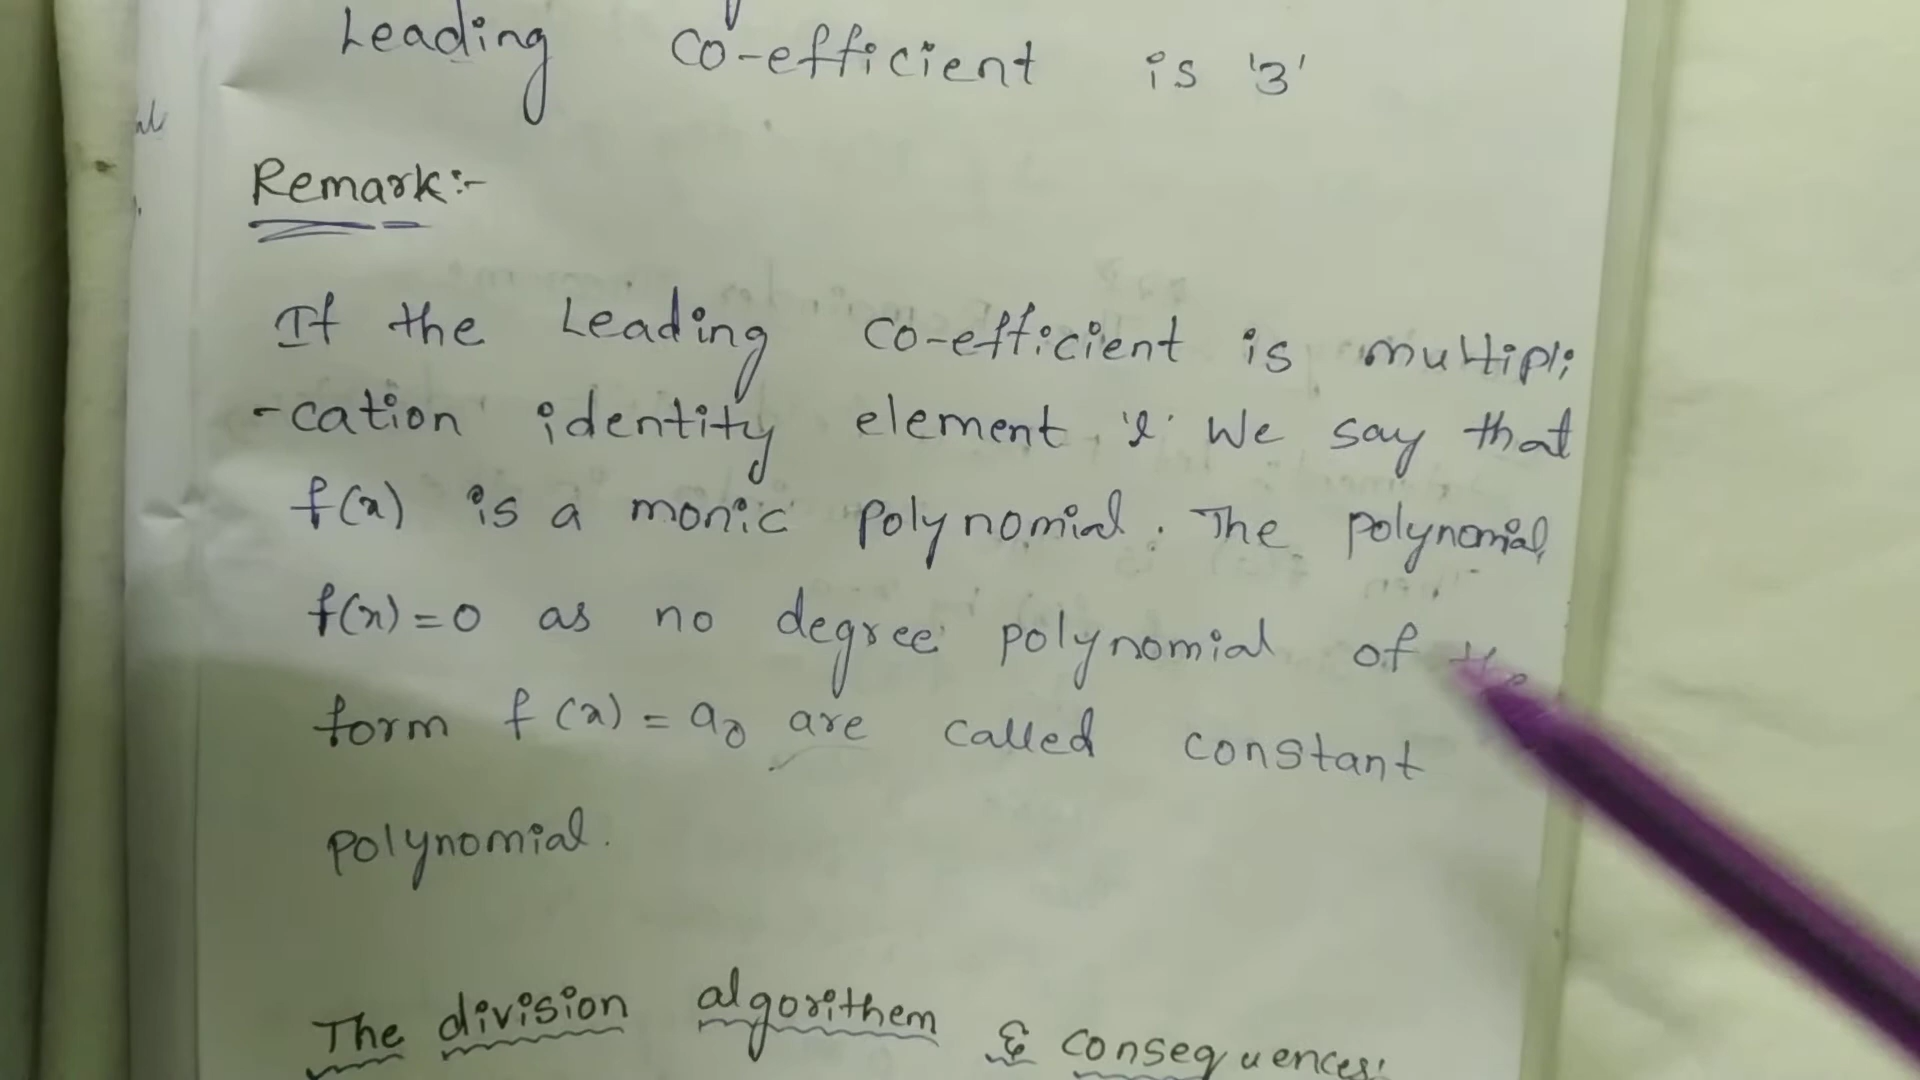 Leading co-efficient is '3'
Remark:-
If the Leading co-efficient is multipli
-cation identity element '1' We say that
f(x) is a monic polynomial. The polynomial
f(x)=0 as no degree polynomial of the
form f(x) = a0 are called constant
polynomial.
The division algorithem & consequences: